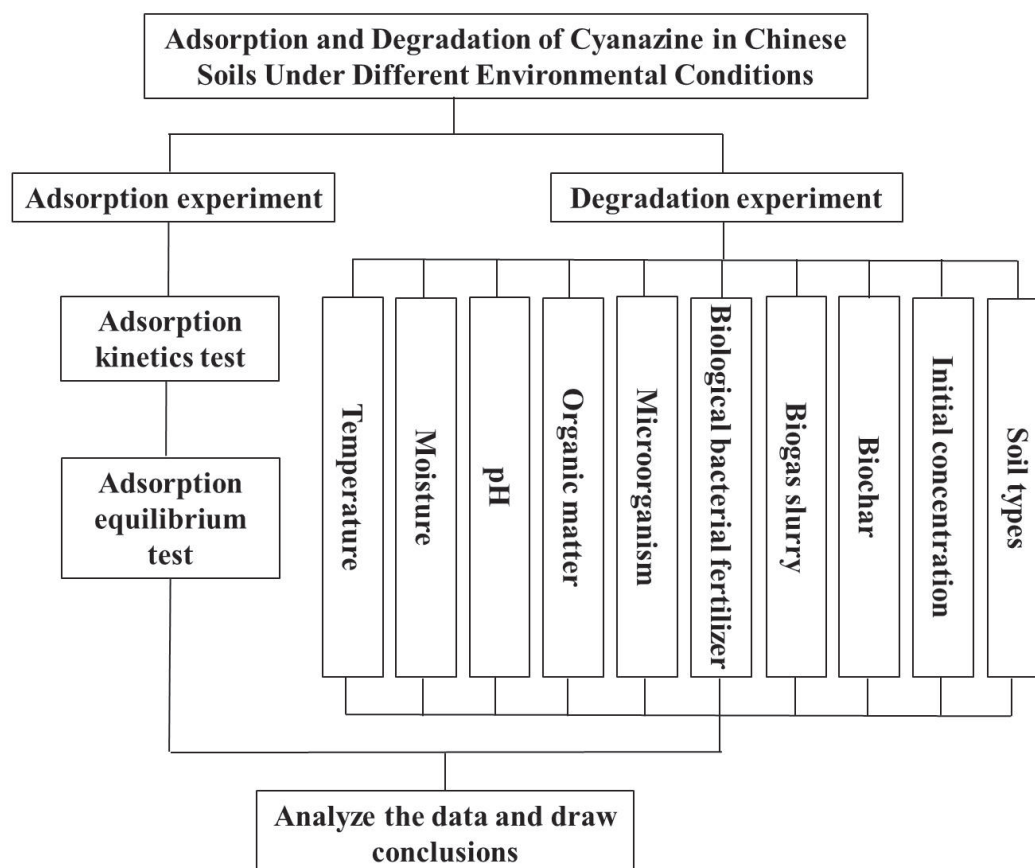 Adsorption and Degradation of Cyanazine in Chinese
Soils Under Different Environmental Conditions
Adsorption experiment
Degradation experiment
Adsorption
kinetics test
Adsorption
equilibrium
test
Temperature
Moisture
pH
Organic matter
Microorganism
Biological bacterial fertilizer
Biogas slurry
Biochar
Initial concentration
Soil types
Analyze the data and draw
conclusions